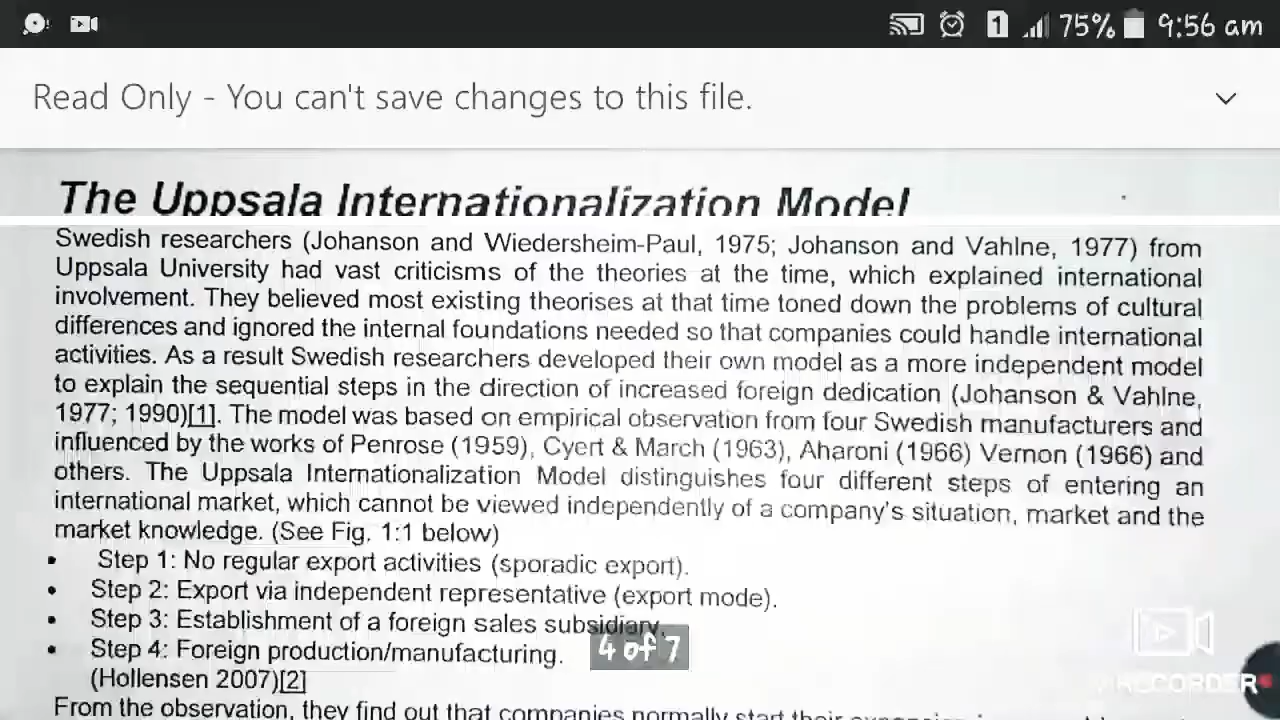 1 75% 9:56 am
Read Only - You can't save changes to this file.
The Uppsala Internationalization Model
Swedish researchers (Johanson and Wiedersheim-Paul, 1975; Johanson and Vahlne, 1977) from
Uppsala University had vast criticisms of the theories at the time, which explained international
involvement. They believed most existing theorises at that time toned down the problems of cultural
differences and ignored the internal foundations needed so that companies could handle international
activities. As a result Swedish researchers developed their own model as a more independent model
to explain the sequential steps in the direction of increased foreign dedication (Johanson & Vahlne,
1977; 1990)[1]. The model was based on empirical observation from four Swedish manufacturers and
influenced by the works of Penrose (1959), Cyert & March (1963), Aharoni (1966) Vernon (1966) and
others. The Uppsala Internationalization Model distinguishes four different steps of entering an
international market, which cannot be viewed independently of a company's situation, market and the
market knowledge. (See Fig. 1:1 below)
• Step 1: No regular export activities (sporadic export).
• Step 2: Export via independent representative (export mode).
• Step 3: Establishment of a foreign sales subsidiary.
• Step 4: Foreign production/manufacturing.
4 of 7
(Hollensen 2007)[2]
RECORDER
From the observation, they find out that companies normally start their